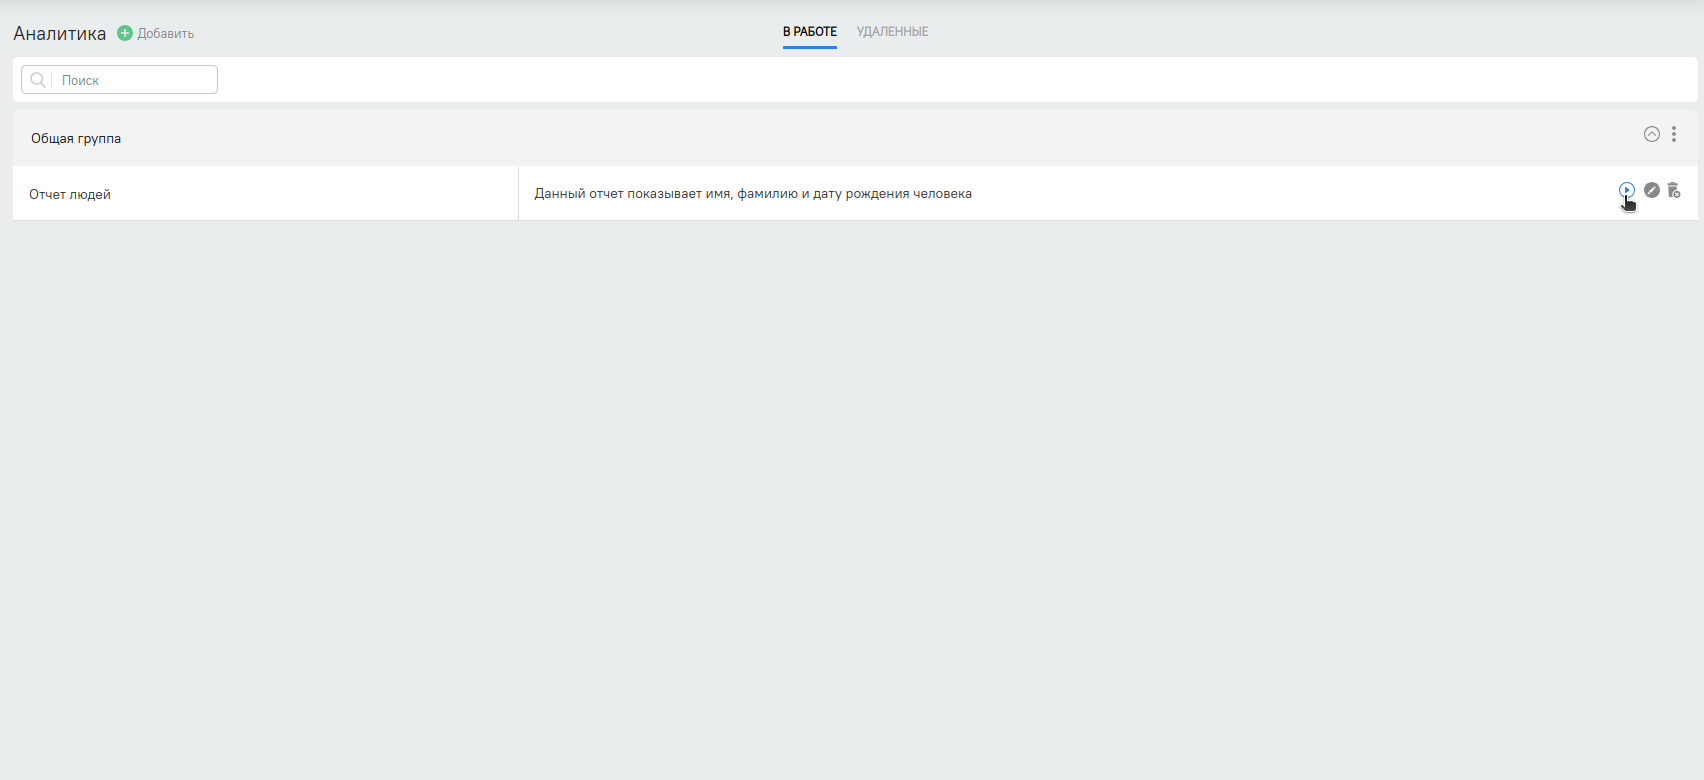 Аналитика
Добавить
В РАБОТЕ
УДАЛЕННЫЕ
Поиск
Общая группа
Отчет людей
Данный отчет показывает имя, фамилию и дату рождения человека